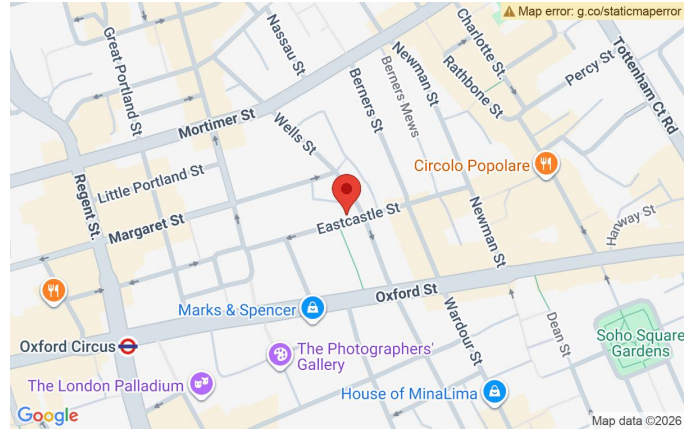 Map error: g.co/staticmaperror
Great Portland St
Nassau St
Berners St
Berners Mews
Newman St
Charlotte St.
Rathbone St
Percy St
Tottenham Ct Rd
Mortimer St
Wells St
Regent St.
Little Portland St
Margaret St
Circolo Popolare
Eastcastle St
Newman St
Hanway St
Oxford St
Marks & Spencer
Wardour St
Dean St
Soho Square
Gardens
Oxford Circus
The Photographers'
Gallery
The London Palladium
House of MinaLima
Google
Map data ©2026